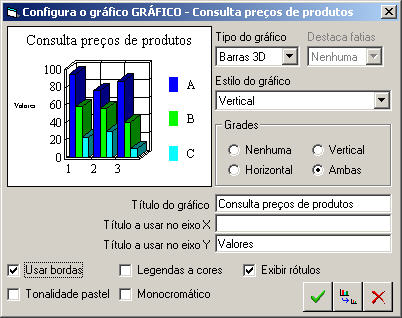 Configura o gráfico GRÁFICO - Consulta preços de produtos
Consulta preços de produtos
Valores
100
80
60
40
20
0
1 2 3
A
B
C
Tipo do gráfico
Barras 3D
Destaca fatias
Nenhuma
Estilo do gráfico
Vertical
Grades
Nenhuma Vertical
Horizontal Ambas
Título do gráfico Consulta preços de produtos
Título a usar no eixo X
Título a usar no eixo Y Valores
Usar bordas Legendas a cores Exibir rótulos
Tonalidade pastel Monocromático